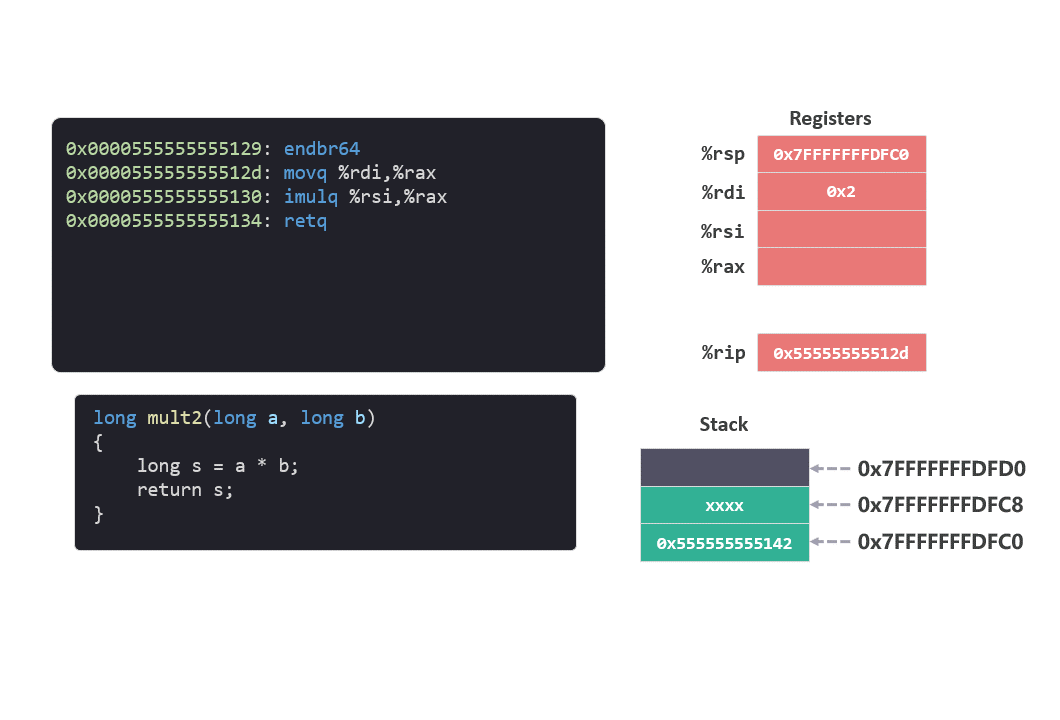 0x0000555555555129: endbr64
0x000055555555512d: movq %rdi,%rax
0x0000555555555130: imulq %rsi,%rax
0x0000555555555134: retq
long mult2(long a, long b)
{
    long s = a * b;
    return s;
}
Registers
%rsp 0x7FFFFFFFDFC0
%rdi 0x2
%rsi
%rax
%rip 0x55555555512d
Stack
0x7FFFFFFFDFD0
xxxx 0x7FFFFFFFDFC8
0x555555555142 0x7FFFFFFFDFC0